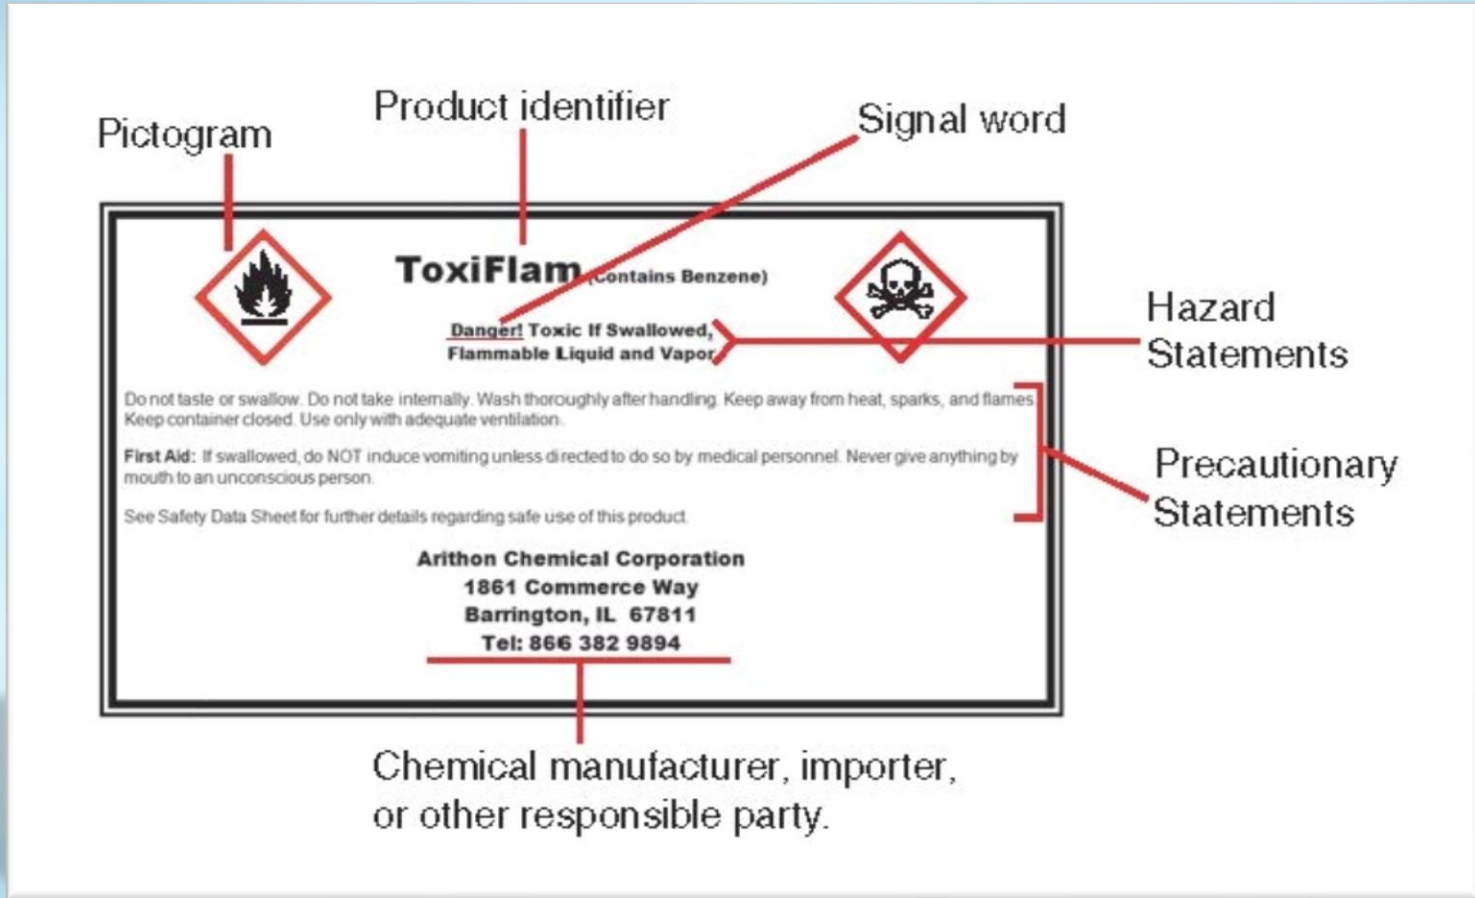 Product identifier
Signal word
Pictogram
ToxiFlam (Contains Benzene)
Danger! Toxic If Swallowed,
Flammable Liquid and Vapor
Hazard
Statements
Do not taste or swallow. Do not take internally. Wash thoroughly after handling. Keep away from heat, sparks, and flames.
Keep container closed. Use only with adequate ventilation.
First Aid: If swallowed, do NOT induce vomiting unless directed to do so by medical personnel. Never give anything by
mouth to an unconscious person.
See Safety Data Sheet for further details regarding safe use of this product.
Precautionary
Statements
Arithon Chemical Corporation
1861 Commerce Way
Barrington, IL 67811
Tel: 866 382 9894
Chemical manufacturer, importer,
or other responsible party.